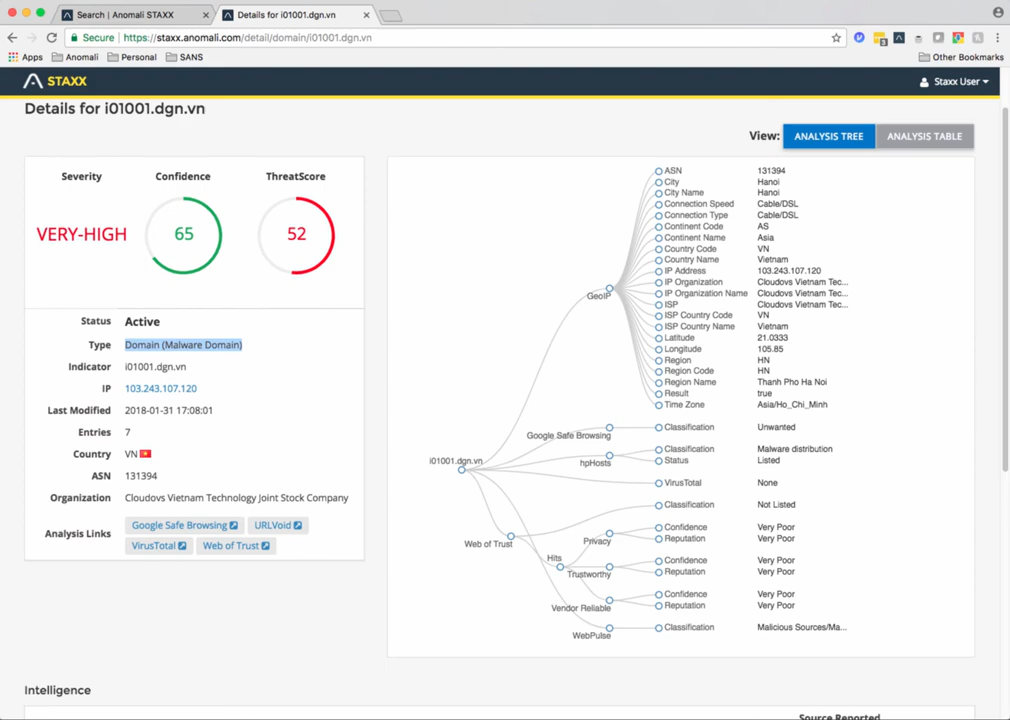 Search | Anomali STAXX
Details for i01001.dgn.vn
Secure
https://staxx.anomali.com/detail/domain/i01001.dgn.vn
Apps
Anomali
Personal
SANS
Other Bookmarks
STAXX
Staxx User
Details for i01001.dgn.vn
View:
ANALYSIS TREE
ANALYSIS TABLE
Severity
Confidence
ThreatScore
VERY-HIGH
65
52
Status Active
Type Domain (Malware Domain)
Indicator i01001.dgn.vn
IP 103.243.107.120
Last Modified 2018-01-31 17:08:01
Entries 7
Country VN
ASN 131394
Organization Cloudovs Vietnam Technology Joint Stock Company
Analysis Links
Google Safe Browsing
URLVoid
VirusTotal
Web of Trust
i01001.dgn.vn
GeoIP
ASN 131394
City Hanoi
City Name Hanoi
Connection Speed Cable/DSL
Connection Type Cable/DSL
Continent Code AS
Continent Name Asia
Country Code VN
Country Name Vietnam
IP Address 103.243.107.120
IP Organization Cloudovs Vietnam Tec...
IP Organization Name Cloudovs Vietnam Tec...
ISP Cloudovs Vietnam Tec...
ISP Country Code VN
ISP Country Name Vietnam
Latitude 21.0333
Longitude 105.85
Region HN
Region Code HN
Region Name Thanh Pho Ha Noi
Result true
Time Zone Asia/Ho_Chi_Minh
Google Safe Browsing
Classification Unwanted
hpHosts
Classification Malware distribution
Status Listed
VirusTotal None
Web of Trust
Classification Not Listed
Hits
Privacy
Confidence Very Poor
Reputation Very Poor
Trustworthy
Confidence Very Poor
Reputation Very Poor
Vendor Reliable
Confidence Very Poor
Reputation Very Poor
WebPulse
Classification Malicious Sources/Ma...
Intelligence
Source Reported